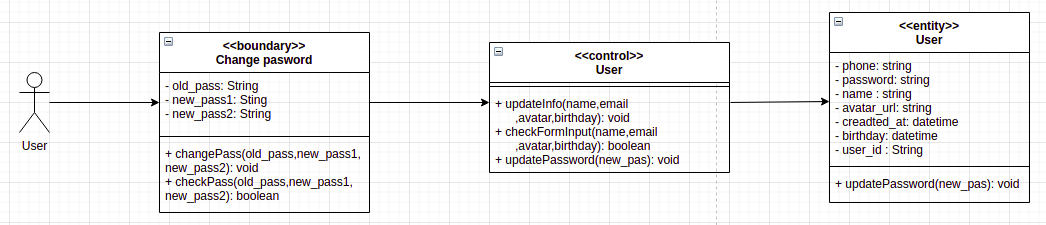 User
<<boundary>>
Change pasword
- old_pass: String
- new_pass1: Sting
- new_pass2: String
+ changePass(old_pass,new_pass1,
new_pass2): void
+ checkPass(old_pass,new_pass1,
new_pass2): boolean
<<control>>
User
+ updateInfo(name,email
,avatar,birthday): void
+ checkFormInput(name,email
,avatar,birthday): boolean
+ updatePassword(new_pas): void
<<entity>>
User
- phone: string
- password: string
- name : string
- avatar_url: string
- creadted_at: datetime
- birthday: datetime
- user_id : String
+ updatePassword(new_pas): void